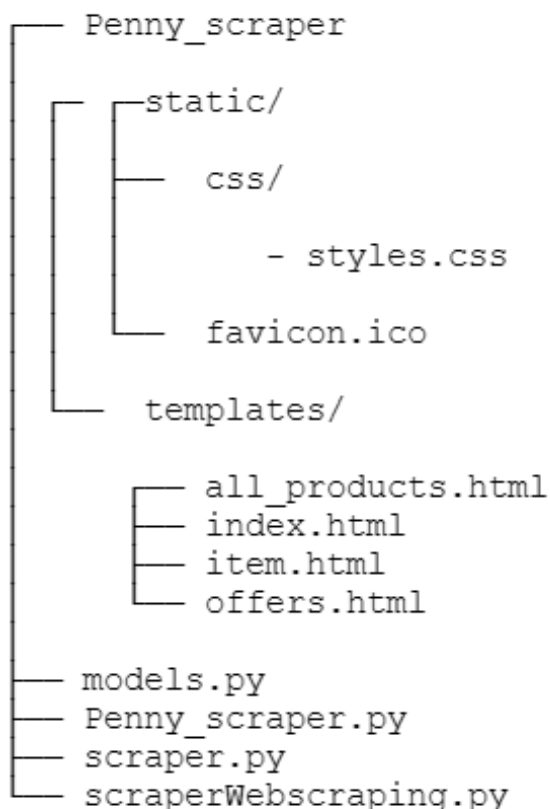 Penny_scraper
static/
css/
- styles.css
favicon.ico
templates/
all_products.html
index.html
item.html
offers.html
models.py
Penny_scraper.py
scraper.py
scraperWebscraping.py